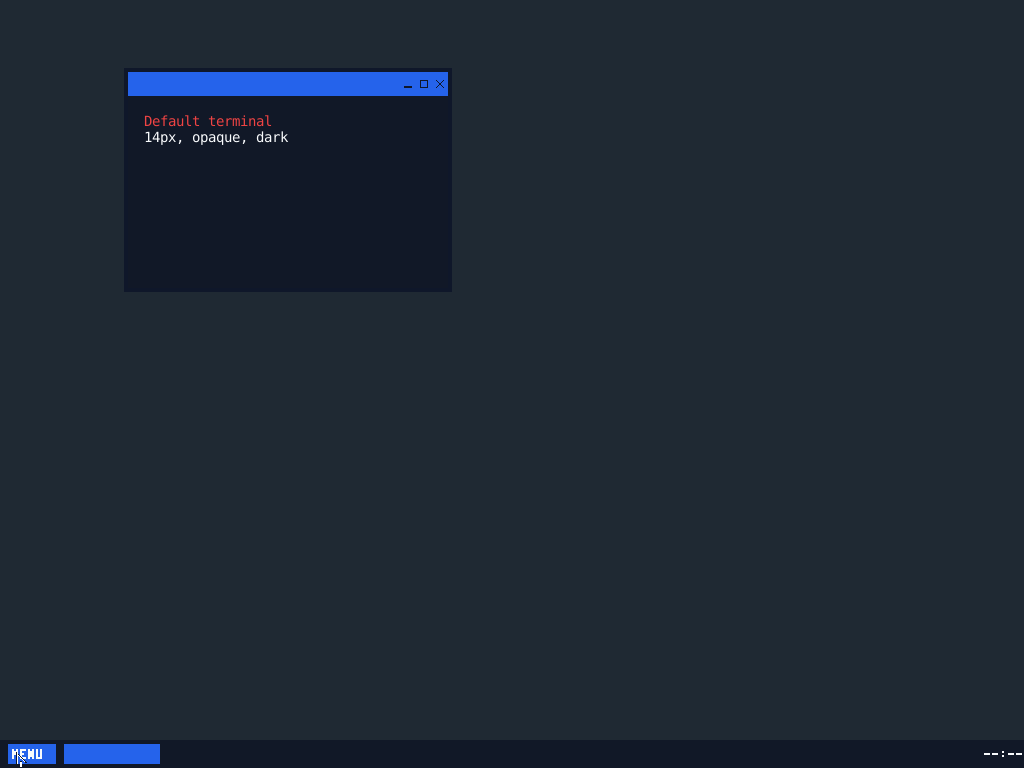 Default terminal
14px, opaque, dark
MENU
--:--